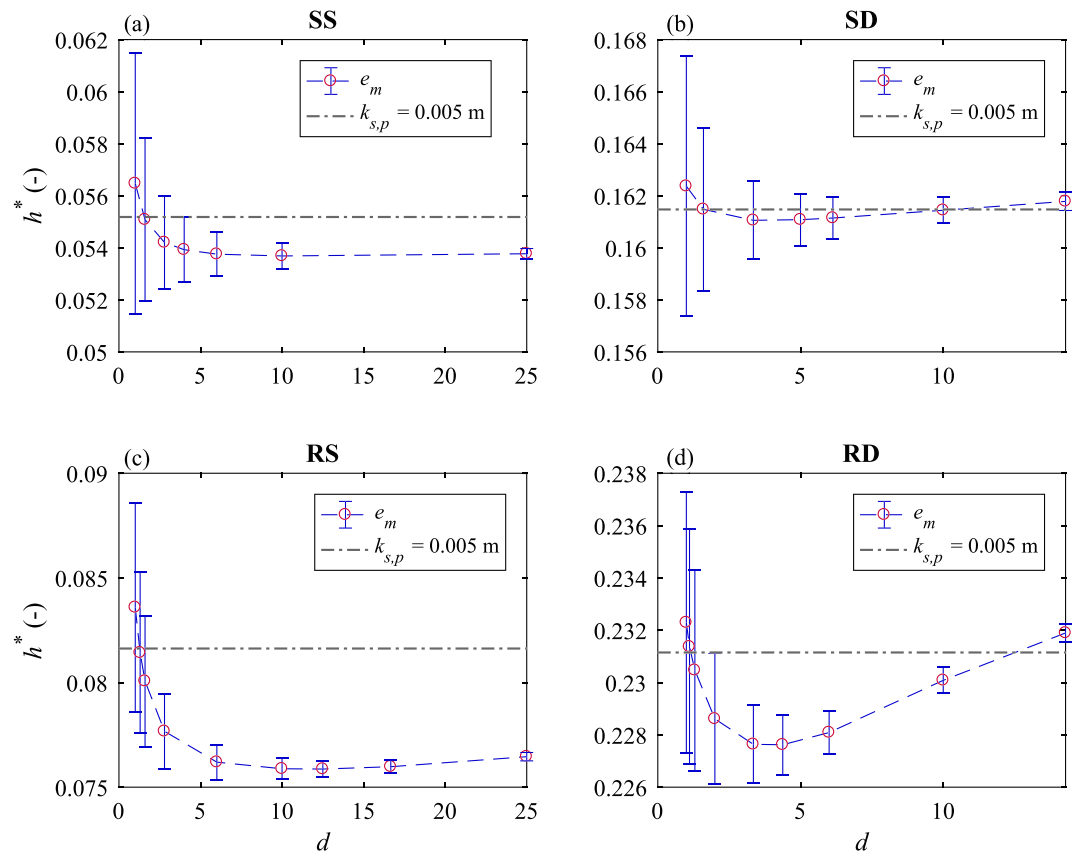 (a) SS
0.062
0.06
0.058
0.056
0.054
0.052
0.05
h* (-)
e_m
k_{s,p} = 0.005 m
0 5 10 15 20 25
(b) SD
0.168
0.166
0.164
0.162
0.16
0.158
0.156
e_m
k_{s,p} = 0.005 m
0 5 10
(c) RS
0.09
0.085
0.08
0.075
h* (-)
e_m
k_{s,p} = 0.005 m
0 5 10 15 20 25
d
(d) RD
0.238
0.236
0.234
0.232
0.23
0.228
0.226
e_m
k_{s,p} = 0.005 m
0 5 10
d